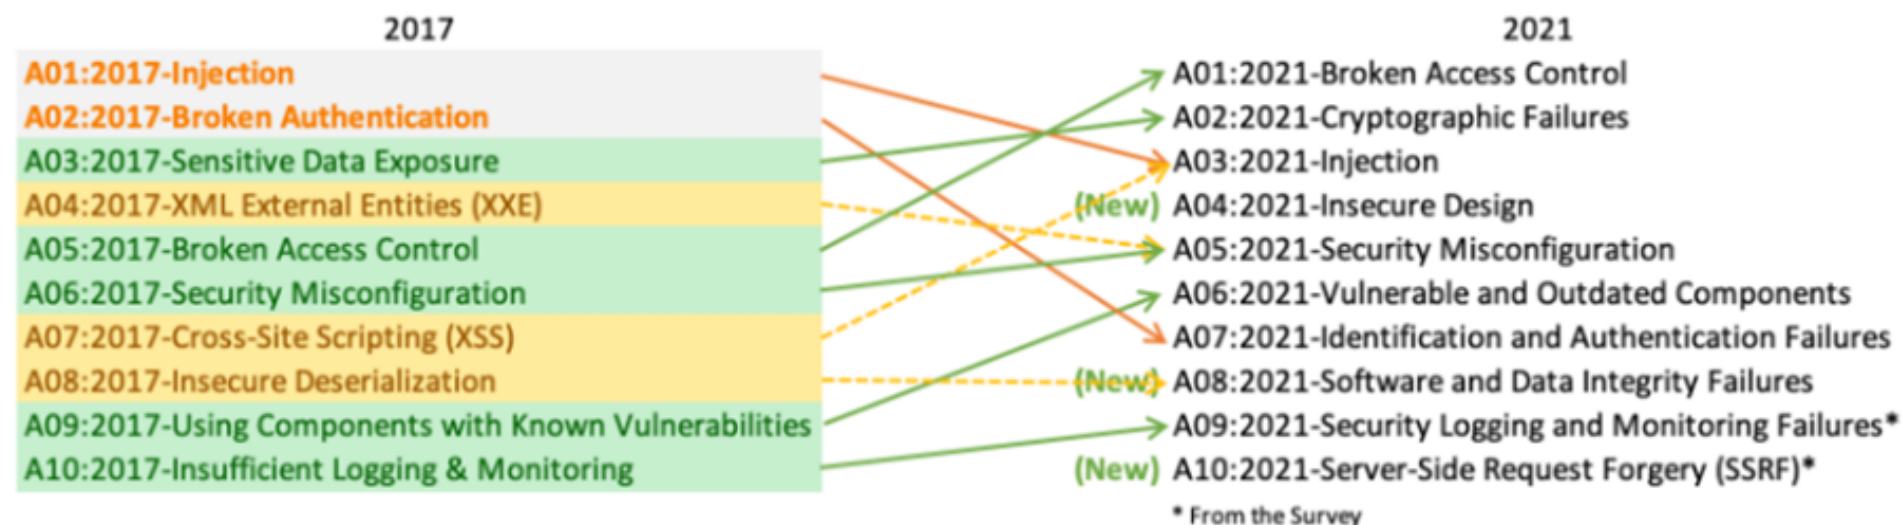 2017
A01:2017-Injection
A02:2017-Broken Authentication
A03:2017-Sensitive Data Exposure
A04:2017-XML External Entities (XXE)
A05:2017-Broken Access Control
A06:2017-Security Misconfiguration
A07:2017-Cross-Site Scripting (XSS)
A08:2017-Insecure Deserialization
A09:2017-Using Components with Known Vulnerabilities
A10:2017-Insufficient Logging & Monitoring
2021
A01:2021-Broken Access Control
A02:2021-Cryptographic Failures
A03:2021-Injection
(New) A04:2021-Insecure Design
A05:2021-Security Misconfiguration
A06:2021-Vulnerable and Outdated Components
A07:2021-Identification and Authentication Failures
(New) A08:2021-Software and Data Integrity Failures
A09:2021-Security Logging and Monitoring Failures*
(New) A10:2021-Server-Side Request Forgery (SSRF)*
* From the Survey